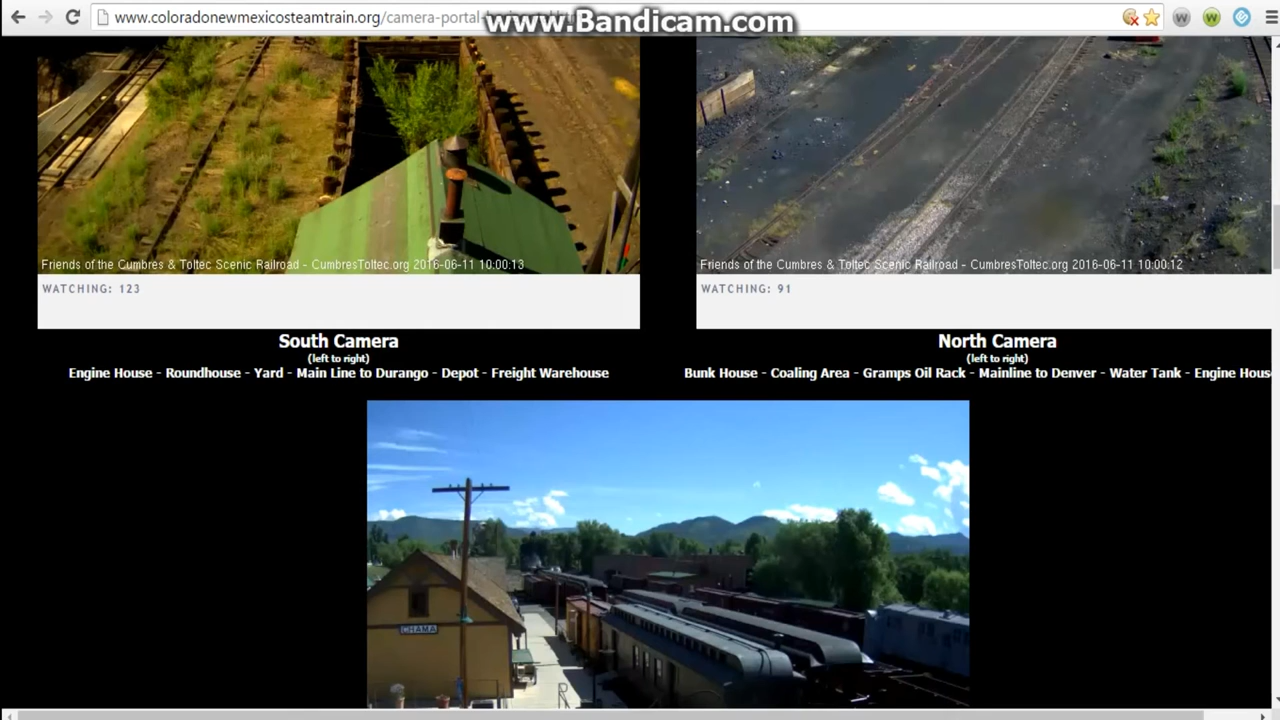 www.coloradonewmexicosteamtrain.org/camera-portal
www.Bandicam.com
Friends of the Cumbres & Toltec Scenic Railroad - CumbresToltec.org 2016-06-11 10:00:13
Friends of the Cumbres & Toltec Scenic Railroad - CumbresToltec.org 2016-06-11 10:00:12
WATCHING: 123
WATCHING: 91
South Camera
(left to right)
Engine House - Roundhouse - Yard - Main Line to Durango - Depot - Freight Warehouse
North Camera
(left to right)
Bunk House - Coaling Area - Gramps Oil Rack - Mainline to Denver - Water Tank - Engine Hous
CHAMA